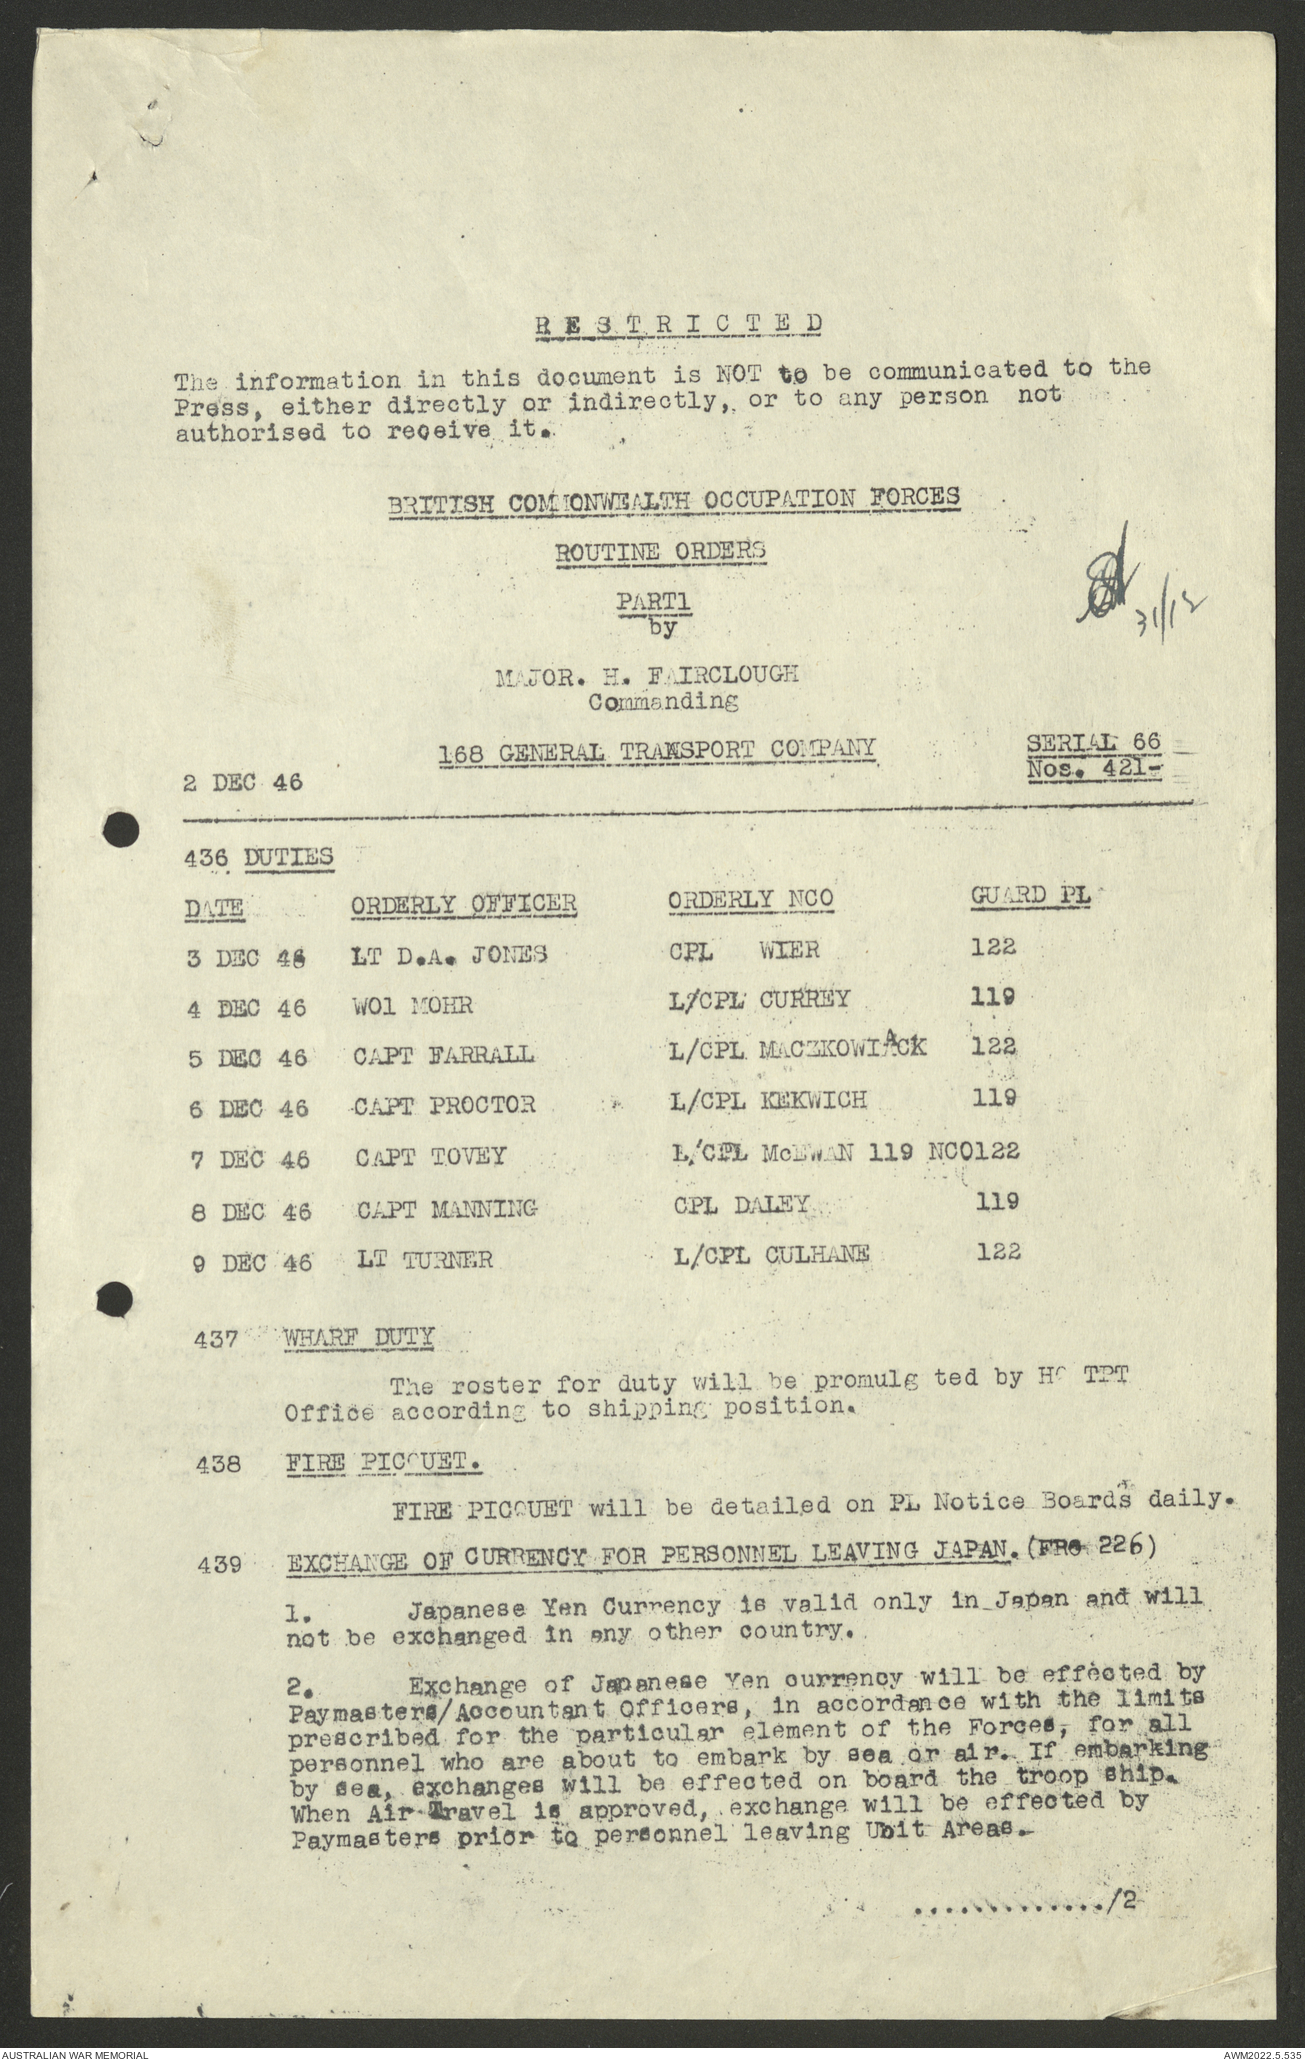 R E S T R I C T E D
The information in this document is NOT to be communicated to the
Press, either directly or indirectly, or to any person not
authorised to receive it.
BRITISH COMMONWEALTH OCCUPATION FORCES
ROUTINE ORDERS
PART1
by
31/12
MAJOR. H. FAIRCLOUGH
Commanding
168 GENERAL TRANSPORT COMPANY
SERIAL 66
2 DEC 46
Nos. 421-
436 DUTIES
DATE ORDERLY OFFICER ORDERLY NCO GUARD PL
3 DEC 46 LT D.A. JONES CPL WIER 122
4 DEC 46 WO1 MOHR L/CPL CURREY 119
5 DEC 46 CAPT FARRALL L/CPL MACZKOWIACK 122
6 DEC 46 CAPT PROCTOR L/CPL KEKWICH 119
7 DEC 46 CAPT TOVEY L/CPL McEWAN 119 NCO122
8 DEC 46 CAPT MANNING CPL DALEY 119
9 DEC 46 LT TURNER L/CPL CULHANE 122
437 WHARF DUTY
The roster for duty will be promulg ted by HQ TPT
Office according to shipping position.
438 FIRE PICQUET.
FIRE PICQUET will be detailed on PL Notice Boards daily.
439 EXCHANGE OF CURRENCY FOR PERSONNEL LEAVING JAPAN. (FRO 226)
1. Japanese Yen Currency is valid only in Japan and will
not be exchanged in any other country.
2. Exchange of Japanese Yen currency will be effected by
Paymasters/Accountant Officers, in accordance with the limits
prescribed for the particular element of the Forces, for all
personnel who are about to embark by sea or air. If embarking
by sea, exchanges will be effected on board the troop ship.
When Air Travel is approved, exchange will be effected by
Paymasters prior to personnel leaving Unit Areas.
............./2
AUSTRALIAN WAR MEMORIAL
AWM2022.5.535